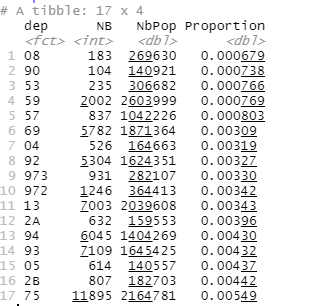 # A tibble: 17 x 4
dep NB NbPop Proportion
<fct> <int> <dbl> <dbl>
1 08 183 269630 0.000679
2 90 104 140921 0.000738
3 53 235 306682 0.000766
4 59 2002 2603999 0.000769
5 57 837 1042226 0.000803
6 69 5782 1871364 0.00309
7 04 526 164663 0.00319
8 92 5304 1624351 0.00327
9 973 931 282107 0.00330
10 972 1246 364413 0.00342
11 13 7003 2039608 0.00343
12 2A 632 159553 0.00396
13 94 6045 1404269 0.00430
14 93 7109 1645425 0.00432
15 05 614 140557 0.00437
16 2B 807 182703 0.00442
17 75 11895 2164781 0.00549